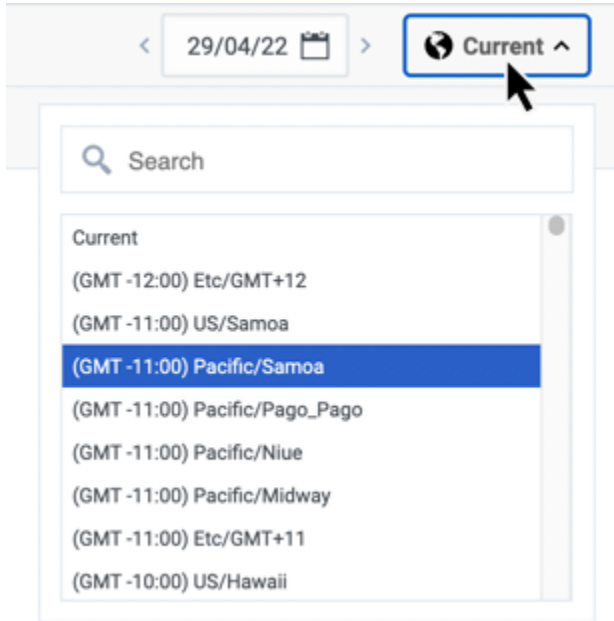 29/04/22
Current
Search
Current
(GMT -12:00) Etc/GMT+12
(GMT -11:00) US/Samoa
(GMT -11:00) Pacific/Samoa
(GMT -11:00) Pacific/Pago_Pago
(GMT -11:00) Pacific/Niue
(GMT -11:00) Pacific/Midway
(GMT -11:00) Etc/GMT+11
(GMT -10:00) US/Hawaii